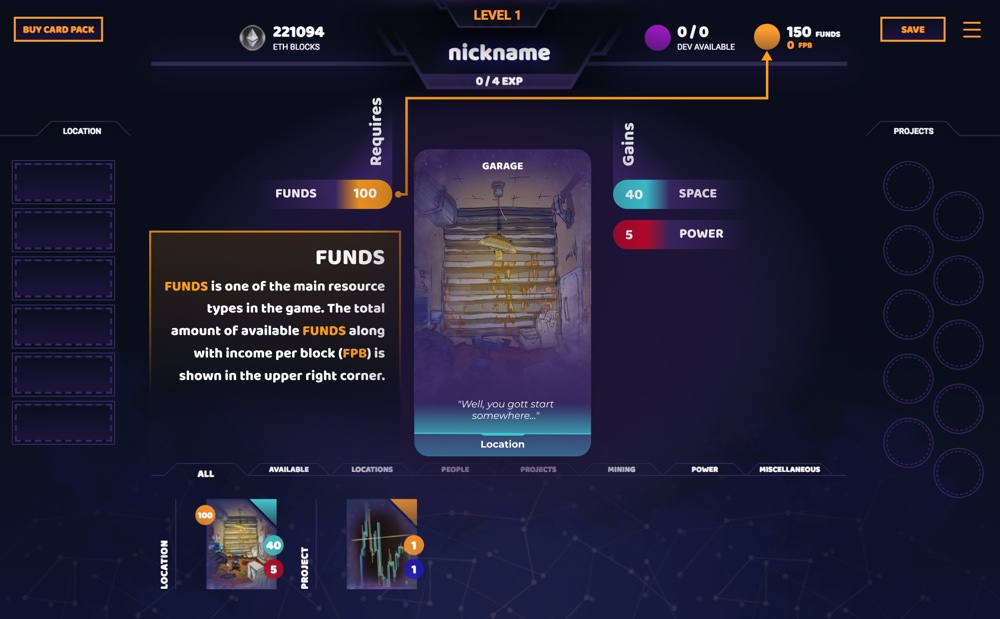 BUY CARD PACK
221094
ETH BLOCKS
LEVEL 1
nickname
0 / 4 EXP
0 / 0
DEV AVAILABLE
150 FUNDS
0 FPB
SAVE
LOCATION
PROJECTS
Requires
FUNDS 100
GARAGE
"Well, you gott start
somewhere..."
Location
Gains
40 SPACE
5 POWER
FUNDS
FUNDS is one of the main resource
types in the game. The total
amount of available FUNDS along
with income per block (FPB) is
shown in the upper right corner.
ALL
AVAILABLE
LOCATIONS
PEOPLE
PROJECTS
MINING
POWER
MISCELLANEOUS
LOCATION
100
40
5
PROJECT
1
1